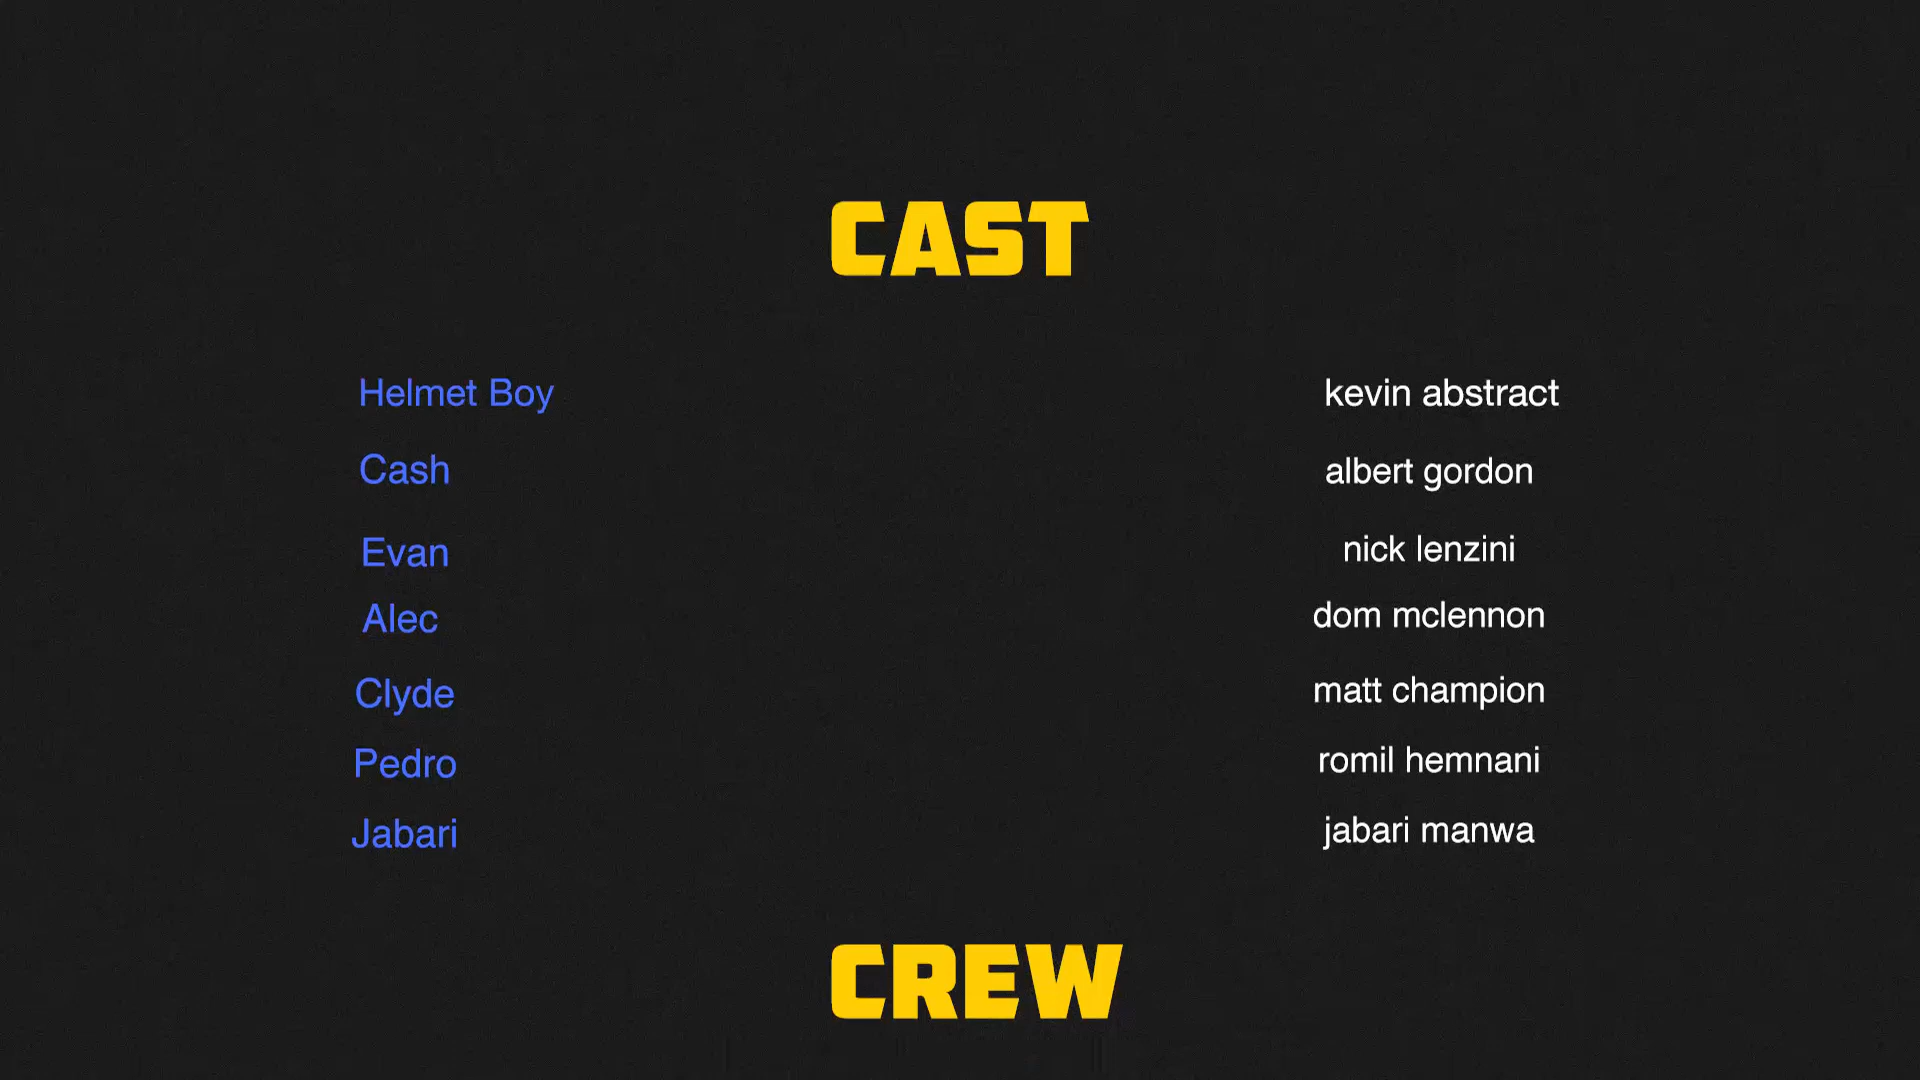 CAST
Helmet Boy kevin abstract
Cash albert gordon
Evan nick lenzini
Alec dom mclennon
Clyde matt champion
Pedro romil hemnani
Jabari jabari manwa
CREW